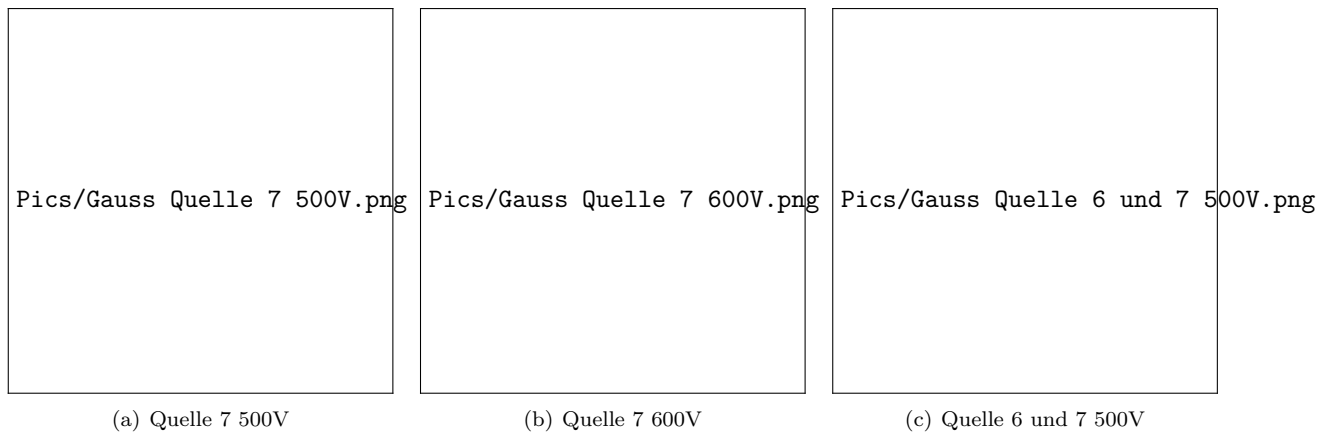 Pics/Gauss Quelle 7 500V.png
Pics/Gauss Quelle 7 600V.png
Pics/Gauss Quelle 6 und 7 500V.png
(a) Quelle 7 500V
(b) Quelle 7 600V
(c) Quelle 6 und 7 500V